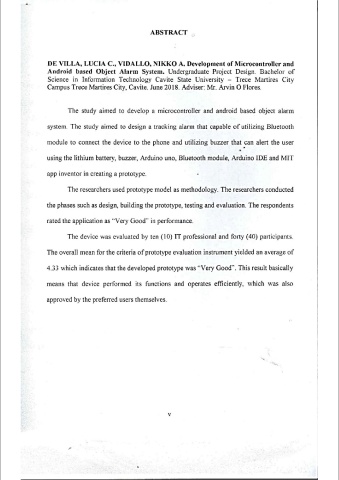 ABSTRACT
DE VILLA, LUCIA C., VIDALLO, NIKKO A. Development of Microcontroller and
Android based Object Alarm System. Undergraduate Project Design. Bachelor of
Science in Information Technology Cavite State University – Trece Martires City
Campus Trece Martires City, Cavite. June 2018. Adviser: Mr. Arvin O Flores.
The study aimed to develop a microcontroller and android based object alarm
system. The study aimed to design a tracking alarm that capable of utilizing Bluetooth
module to connect the device to the phone and utilizing buzzer that can alert the user
using the lithium battery, buzzer, Arduino uno, Bluetooth module, Arduino IDE and MIT
app inventor in creating a prototype.
The researchers used prototype model as methodology. The researchers conducted
the phases such as design, building the prototype, testing and evaluation. The respondents
rated the application as “Very Good” in performance.
The device was evaluated by ten (10) IT professional and forty (40) participants.
The overall mean for the criteria of prototype evaluation instrument yielded an average of
4.33 which indicates that the developed prototype was “Very Good”. This result basically
means that device performed its functions and operates efficiently, which was also
approved by the preferred users themselves.
v